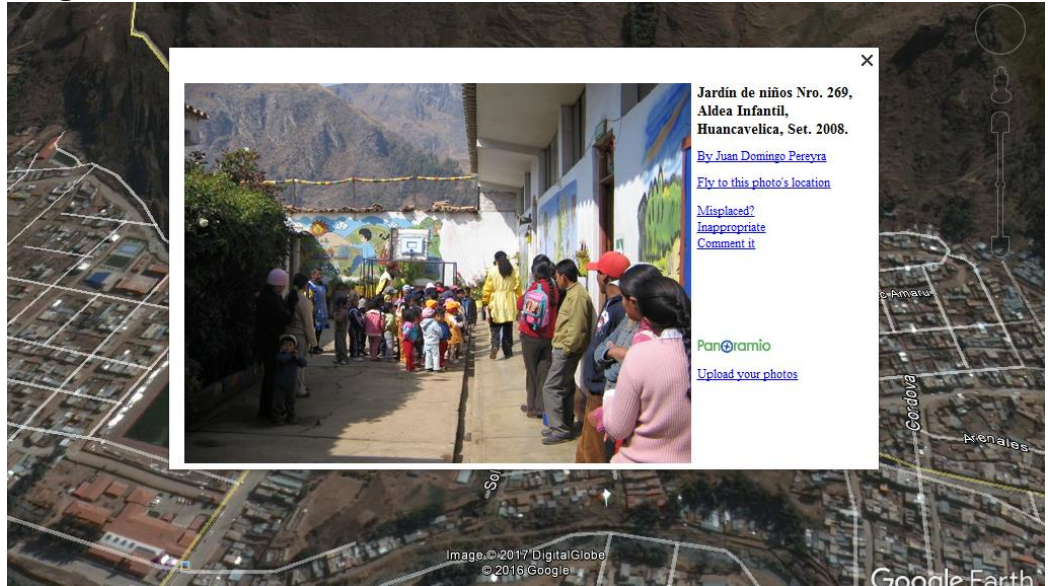 Jardín de niños Nro. 269,
Aldea Infantil,
Huancavelica, Set. 2008.
By Juan Domingo Pereyra
Fly to this photo's location
Misplaced?
Inappropriate
Comment it
Panoramio
Upload your photos
Amaru
Cordova
Arenales
Image © 2017 DigitalGlobe
© 2016 Google
Google Earth